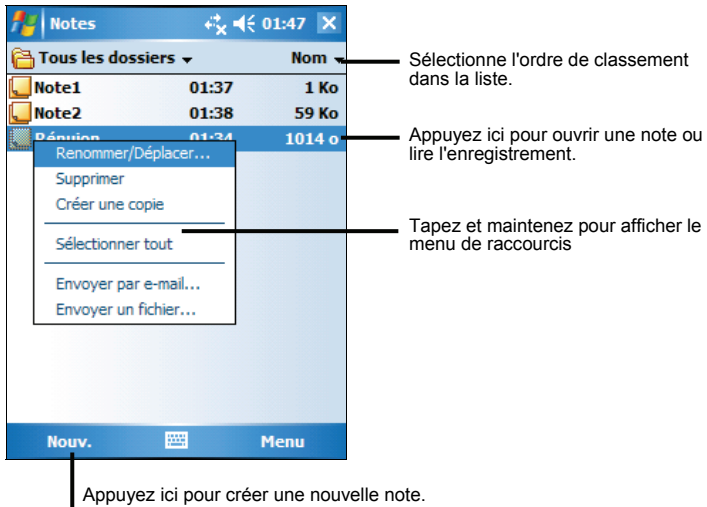 Notes 01:47
Tous les dossiers Nom
Note1 01:37 1 Ko
Note2 01:38 59 Ko
Réunion 01:34 1014 o
Renommer/Déplacer...
Supprimer
Créer une copie
Sélectionner tout
Envoyer par e-mail...
Envoyer un fichier...
Nouv. Menu
Sélectionne l'ordre de classement
dans la liste.
Appuyez ici pour ouvrir une note ou
lire l'enregistrement.
Tapez et maintenez pour afficher le
menu de raccourcis
Appuyez ici pour créer une nouvelle note.